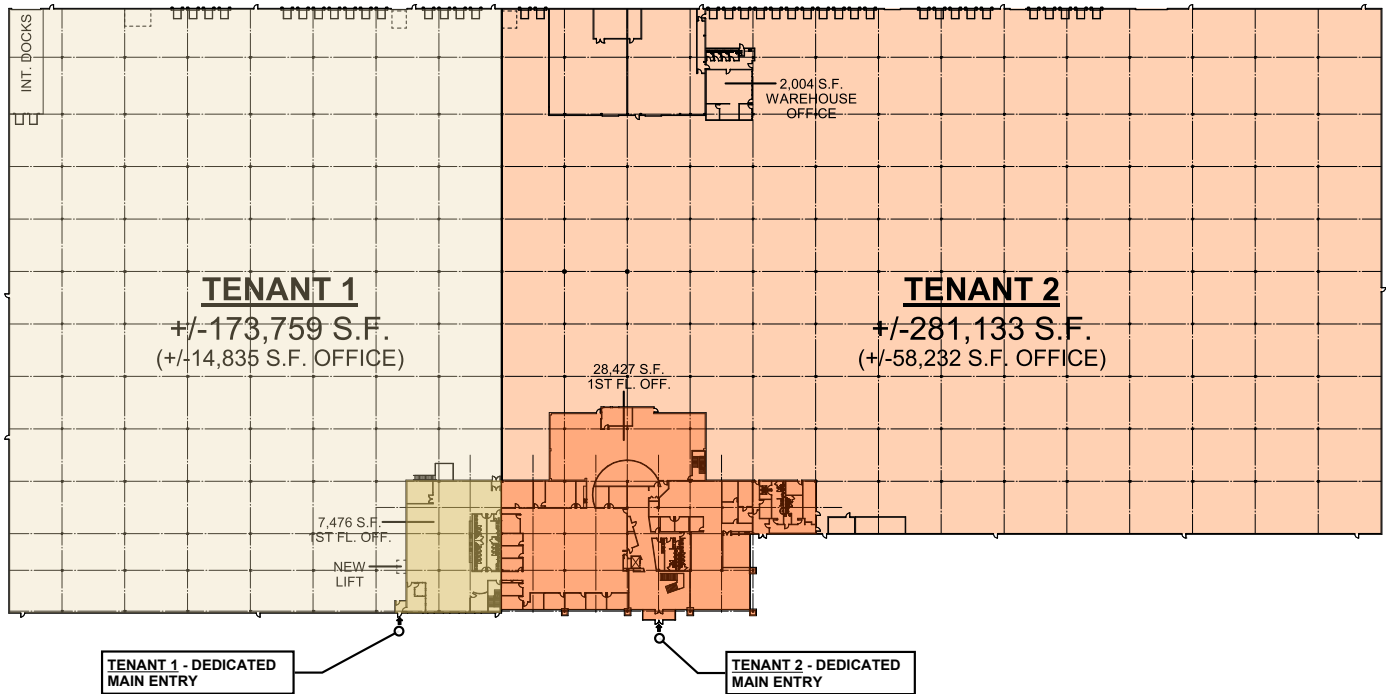 INT. DOCKS
2,004 S.F.
WAREHOUSE
OFFICE
TENANT 1
+/-173,759 S.F.
(+/-14,835 S.F. OFFICE)
TENANT 2
+/-281,133 S.F.
(+/-58,232 S.F. OFFICE)
28,427 S.F.
1ST FL. OFF.
7,476 S.F.
1ST FL. OFF.
NEW
LIFT
TENANT 1 - DEDICATED
MAIN ENTRY
TENANT 2 - DEDICATED
MAIN ENTRY